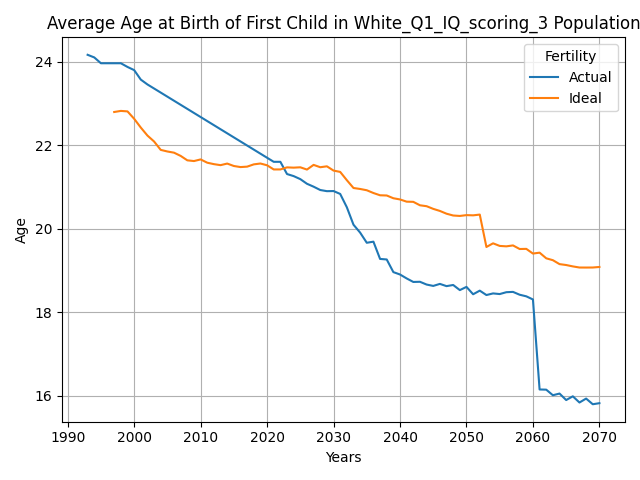 Average Age at Birth of First Child in White_Q1_IQ_scoring_3 Population
Fertility
Actual
Ideal
Age
24
22
20
18
16
1990
2000
2010
2020
2030
2040
2050
2060
2070
Years